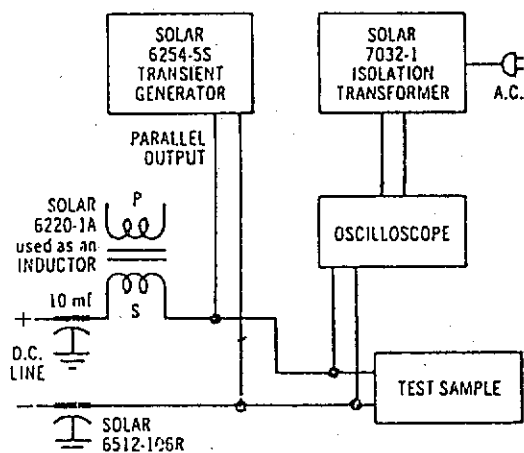 SOLAR
6254-5S
TRANSIENT
GENERATOR
SOLAR
7032-1
ISOLATION
TRANSFORMER
A.C.
PARALLEL
OUTPUT
SOLAR
6220-1A
used as an
INDUCTOR
P
S
OSCILLOSCOPE
10 mf
+
D.C.
LINE
TEST SAMPLE
—
SOLAR
6512-106R